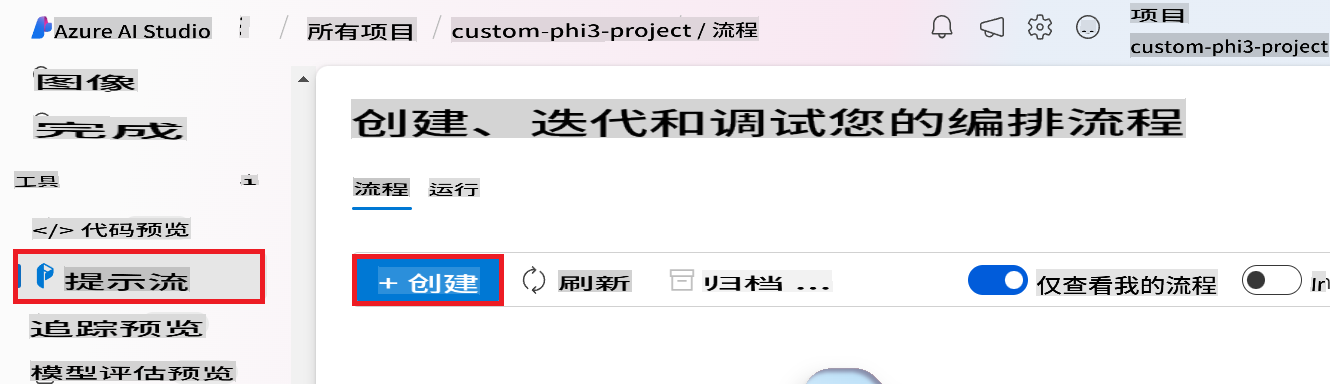 Azure AI Studio / 所有项目 / custom-phi3-project / 流程
项目
custom-phi3-project
图像
完成
工具
代码预览
提示流
追踪预览
模型评估预览
创建、迭代和调试您的编排流程
流程 运行
+ 创建 刷新 归档 ... 仅查看我的流程